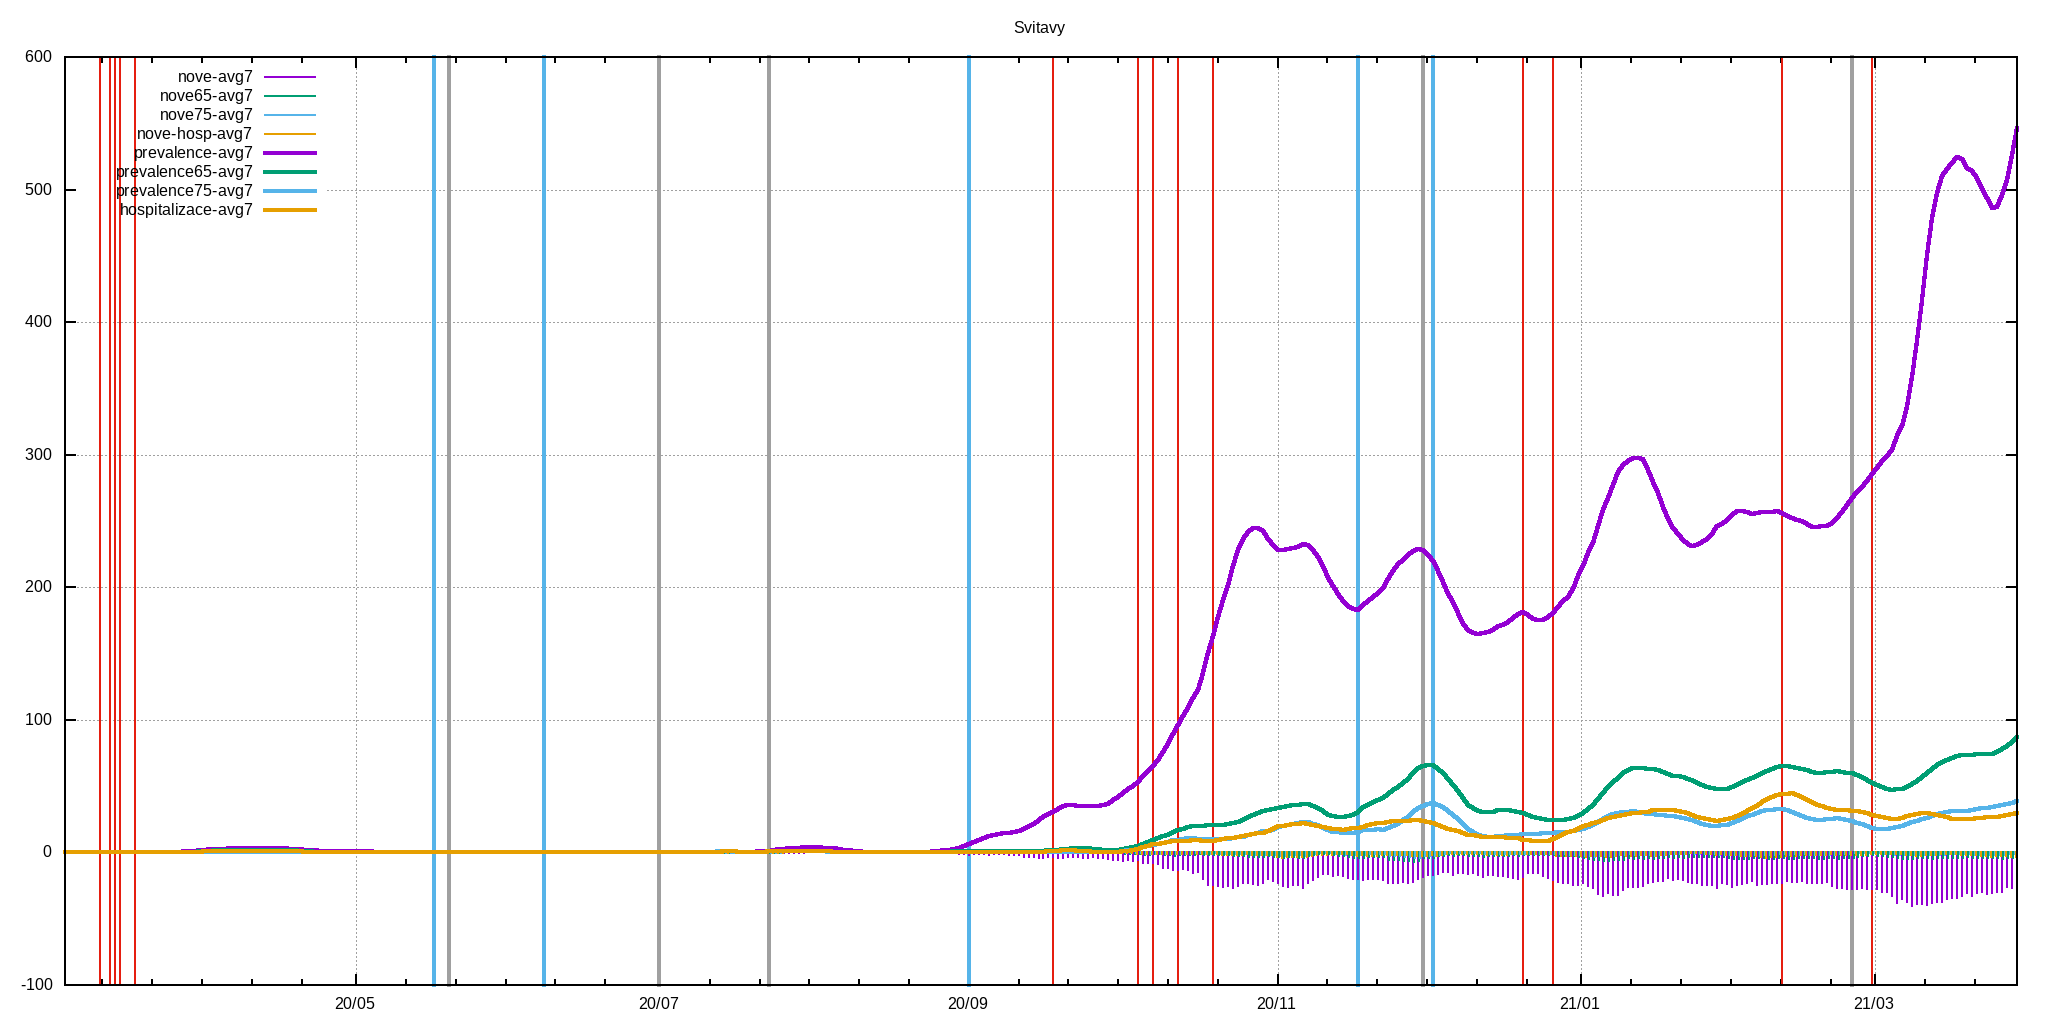 Svitavy
600
500
400
300
200
100
0
-100
nove-avg7
nove65-avg7
nove75-avg7
nove-hosp-avg7
prevalence-avg7
prevalence65-avg7
prevalence75-avg7
hospitalizace-avg7
20/05 20/07 20/09 20/11 21/01 21/03